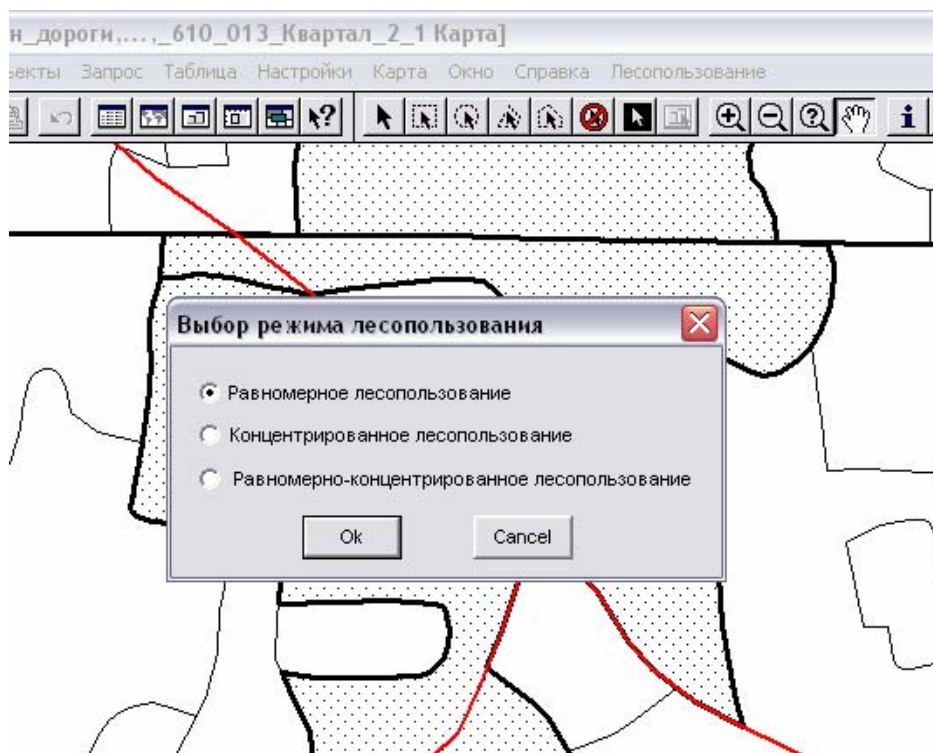 н_дороги,...,_610_013_Квартал_2_1 Карта]
ъекты Запрос Таблица Настройки Карта Окно Справка Лесопользование
Выбор режима лесопользования
Равномерное лесопользование
Концентрированное лесопользование
Равномерно-концентрированное лесопользование
Ok Cancel